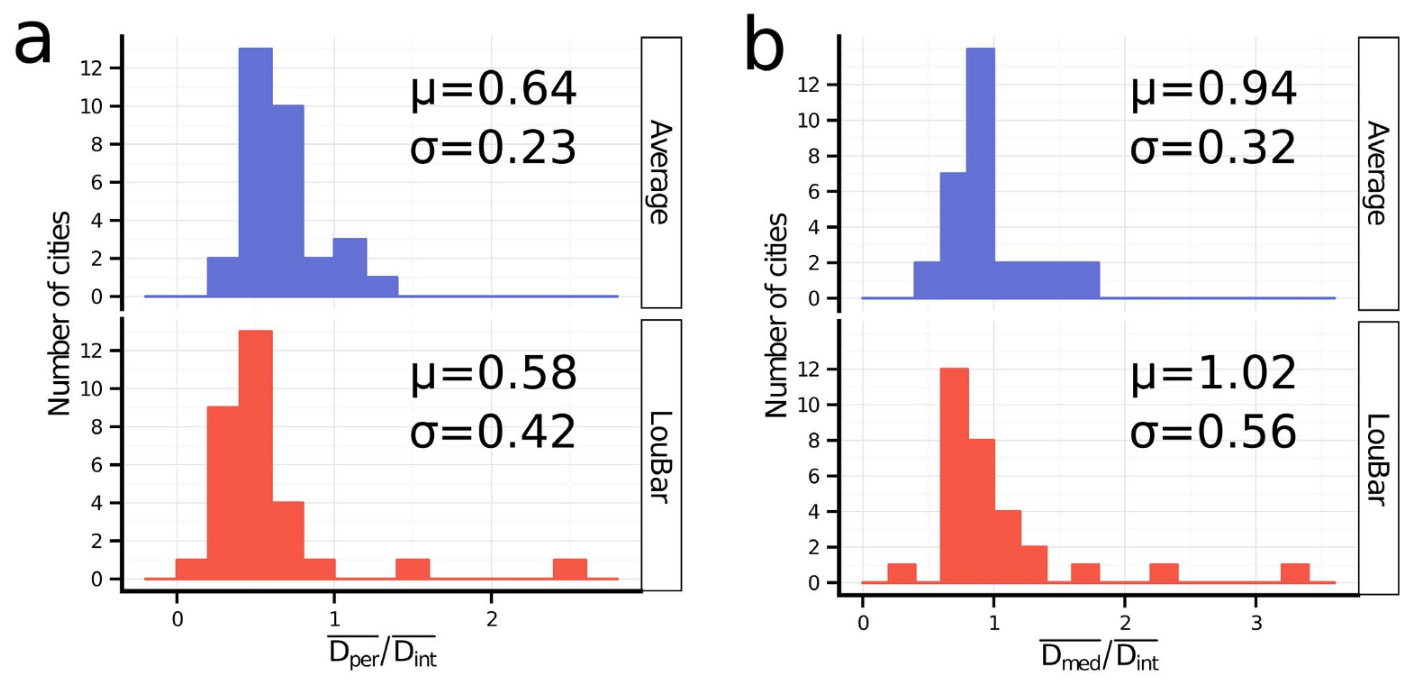 a
Number of cities
12
10
8
6
4
2
0
μ=0.64
σ=0.23
Average
12
10
8
6
4
2
0
μ=0.58
σ=0.42
LouBar
0 1 2
D̅per/D̅int
b
Number of cities
12
10
8
6
4
2
0
μ=0.94
σ=0.32
Average
12
10
8
6
4
2
0
μ=1.02
σ=0.56
LouBar
0 1 2 3
D̅med/D̅int